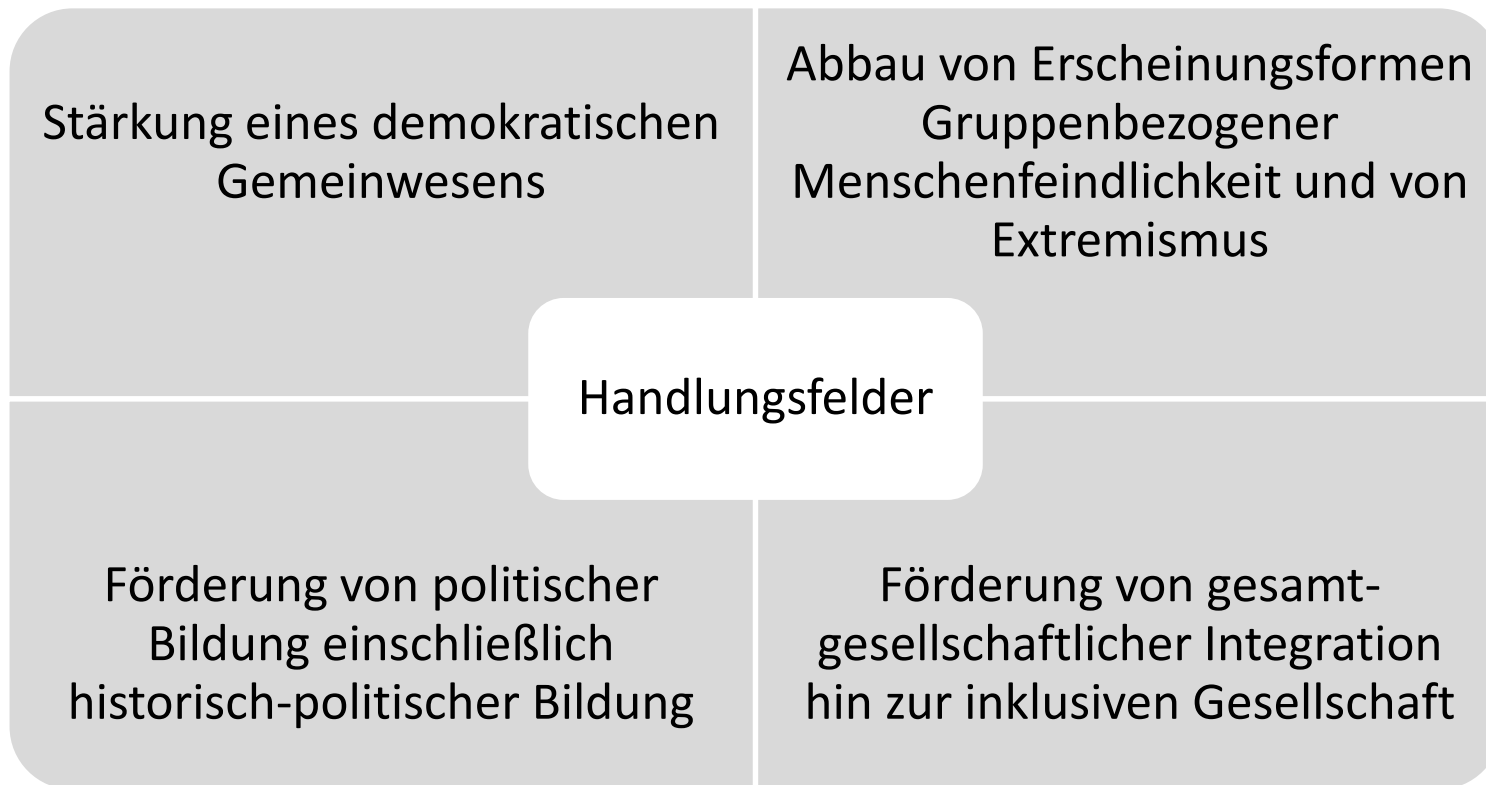 Stärkung eines demokratischen
Gemeinwesens
Abbau von Erscheinungsformen
Gruppenbezogener
Menschenfeindlichkeit und von
Extremismus
Handlungsfelder
Förderung von politischer
Bildung einschließlich
historisch-politischer Bildung
Förderung von gesamt-
gesellschaftlicher Integration
hin zur inklusiven Gesellschaft